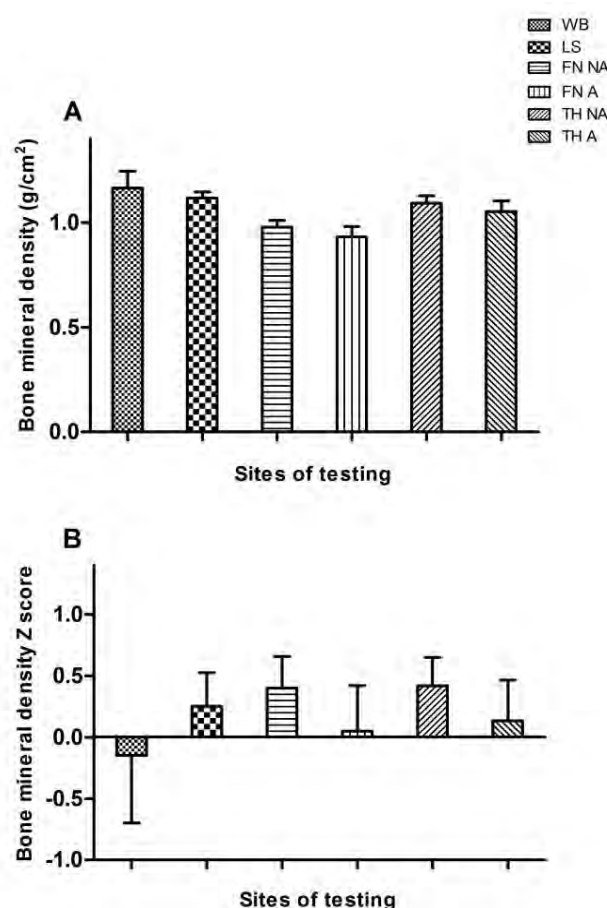 WB
LS
FN NA
FN A
TH NA
TH A
A
Bone mineral density (g/cm²)
1.0
0.5
0.0
Sites of testing
B
Bone mineral density Z score
1.0
0.5
0.0
-0.5
-1.0
Sites of testing